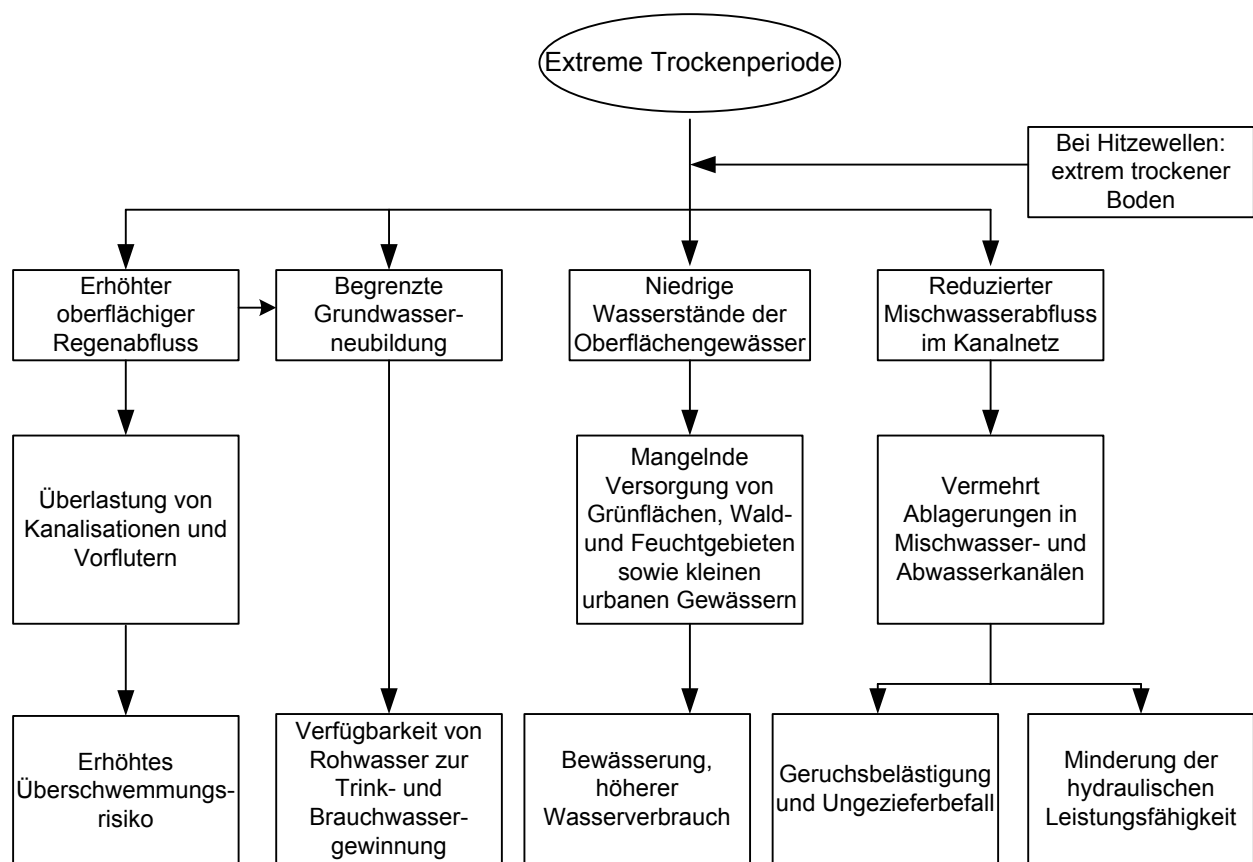 Extreme Trockenperiode
Bei Hitzewellen:
extrem trockener
Boden
Erhöhter
oberflächiger
Regenabfluss
Begrenzte
Grundwasser-
neubildung
Niedrige
Wasserstände der
Oberflächengewässer
Reduzierter
Mischwasserabfluss
im Kanalnetz
Überlastung von
Kanalisationen und
Vorflutern
Mangelnde
Versorgung von
Grünflächen, Wald-
und Feuchtgebieten
sowie kleinen
urbanen Gewässern
Vermehrt
Ablagerungen in
Mischwasser- und
Abwasserkanälen
Erhöhtes
Überschwemmungs-
risiko
Verfügbarkeit von
Rohwasser zur
Trink- und
Brauchwasser-
gewinnung
Bewässerung,
höherer
Wasserverbrauch
Geruchsbelästigung
und Ungezieferbefall
Minderung der
hydraulischen
Leistungsfähigkeit